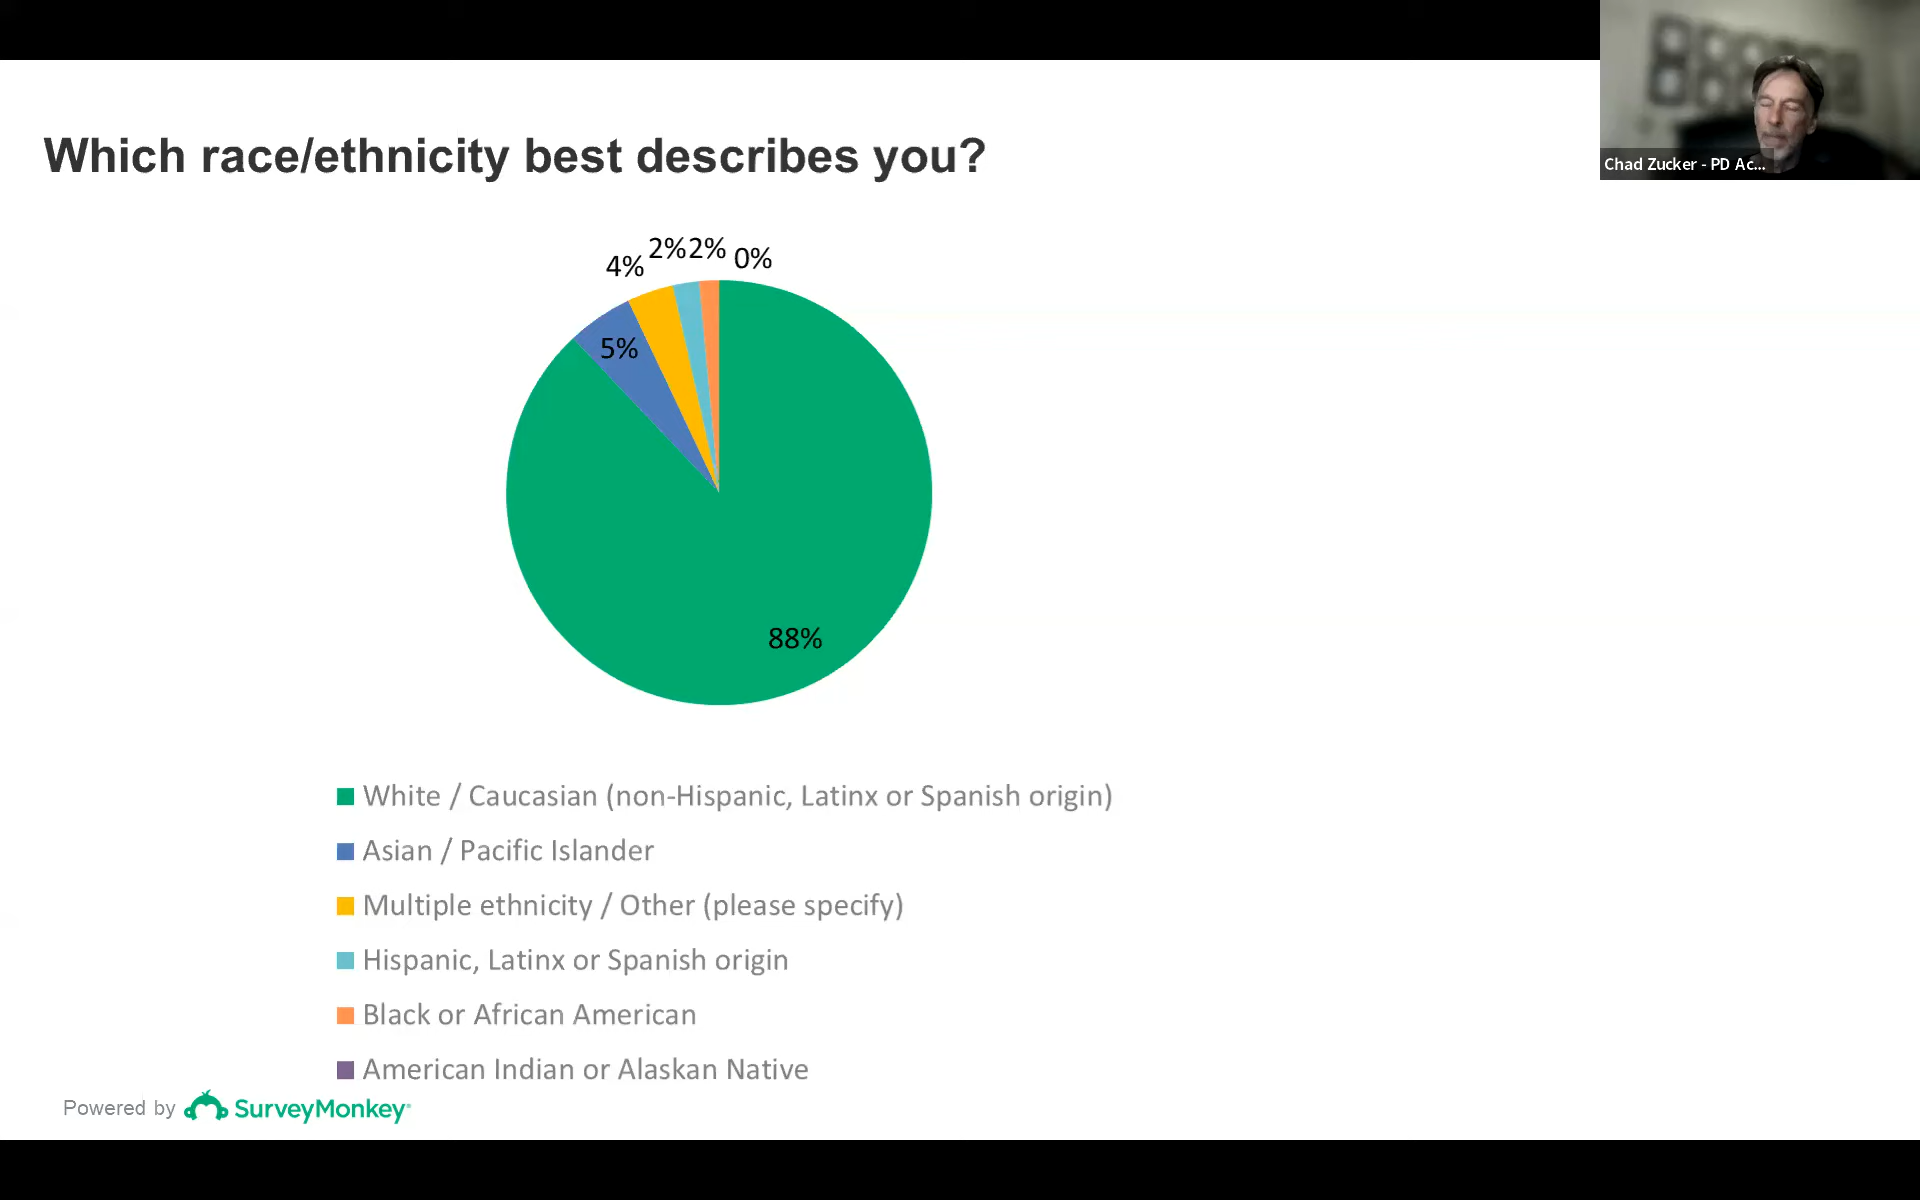 Chad Zucker - PD Ac...
Which race/ethnicity best describes you?
4% 2% 2% 0%
5%
88%
White / Caucasian (non-Hispanic, Latinx or Spanish origin)
Asian / Pacific Islander
Multiple ethnicity / Other (please specify)
Hispanic, Latinx or Spanish origin
Black or African American
American Indian or Alaskan Native
Powered by SurveyMonkey